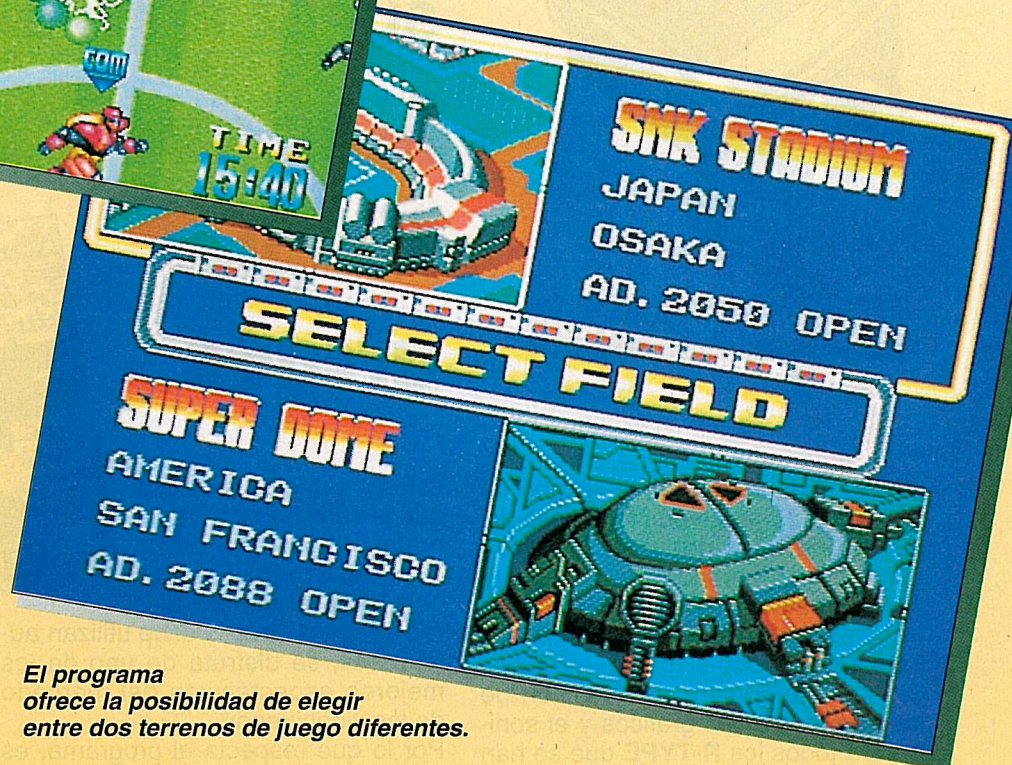 COM
TIME
15:40
SNK STADIUM
JAPAN
OSAKA
AD. 2050 OPEN
SELECT FIELD
SUPER DOME
AMERICA
SAN FRANCISCO
AD. 2088 OPEN
El programa
ofrece la posibilidad de elegir
entre dos terrenos de juego diferentes.